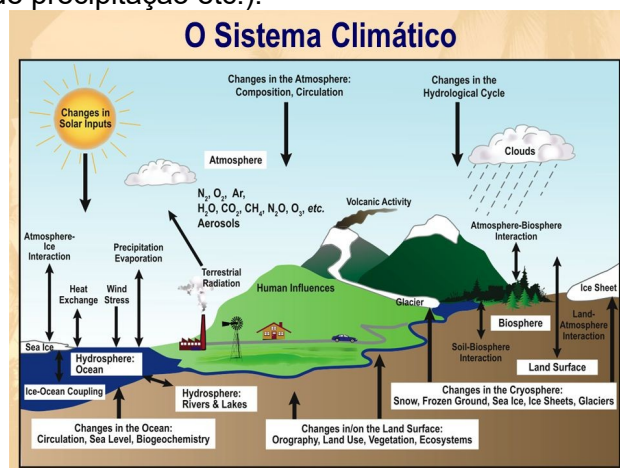 de precipitação etc.).
O Sistema Climático
Changes in the Atmosphere:
Composition, Circulation
Changes in the
Hydrological Cycle
Changes in
Solar Inputs
Clouds
Atmosphere
N₂, O₂, Ar,
H₂O, CO₂, CH₄, N₂O, O₃, etc.
Aerosols
Volcanic Activity
Atmosphere-Biosphere
Interaction
Atmosphere-
Ice
Interaction
Precipitation
Evaporation
Terrestrial
Radiation
Heat
Exchange
Wind
Stress
Human Influences
Glacier
Ice Sheet
Land-
Atmosphere
Interaction
Biosphere
Soil-Biosphere
Interaction
Sea Ice
Hydrosphere:
Ocean
Land Surface
Ice-Ocean Coupling
Hydrosphere:
Rivers & Lakes
Changes in the Cryosphere:
Snow, Frozen Ground, Sea Ice, Ice Sheets, Glaciers
Changes in the Ocean:
Circulation, Sea Level, Biogeochemistry
Changes in/on the Land Surface:
Orography, Land Use, Vegetation, Ecosystems